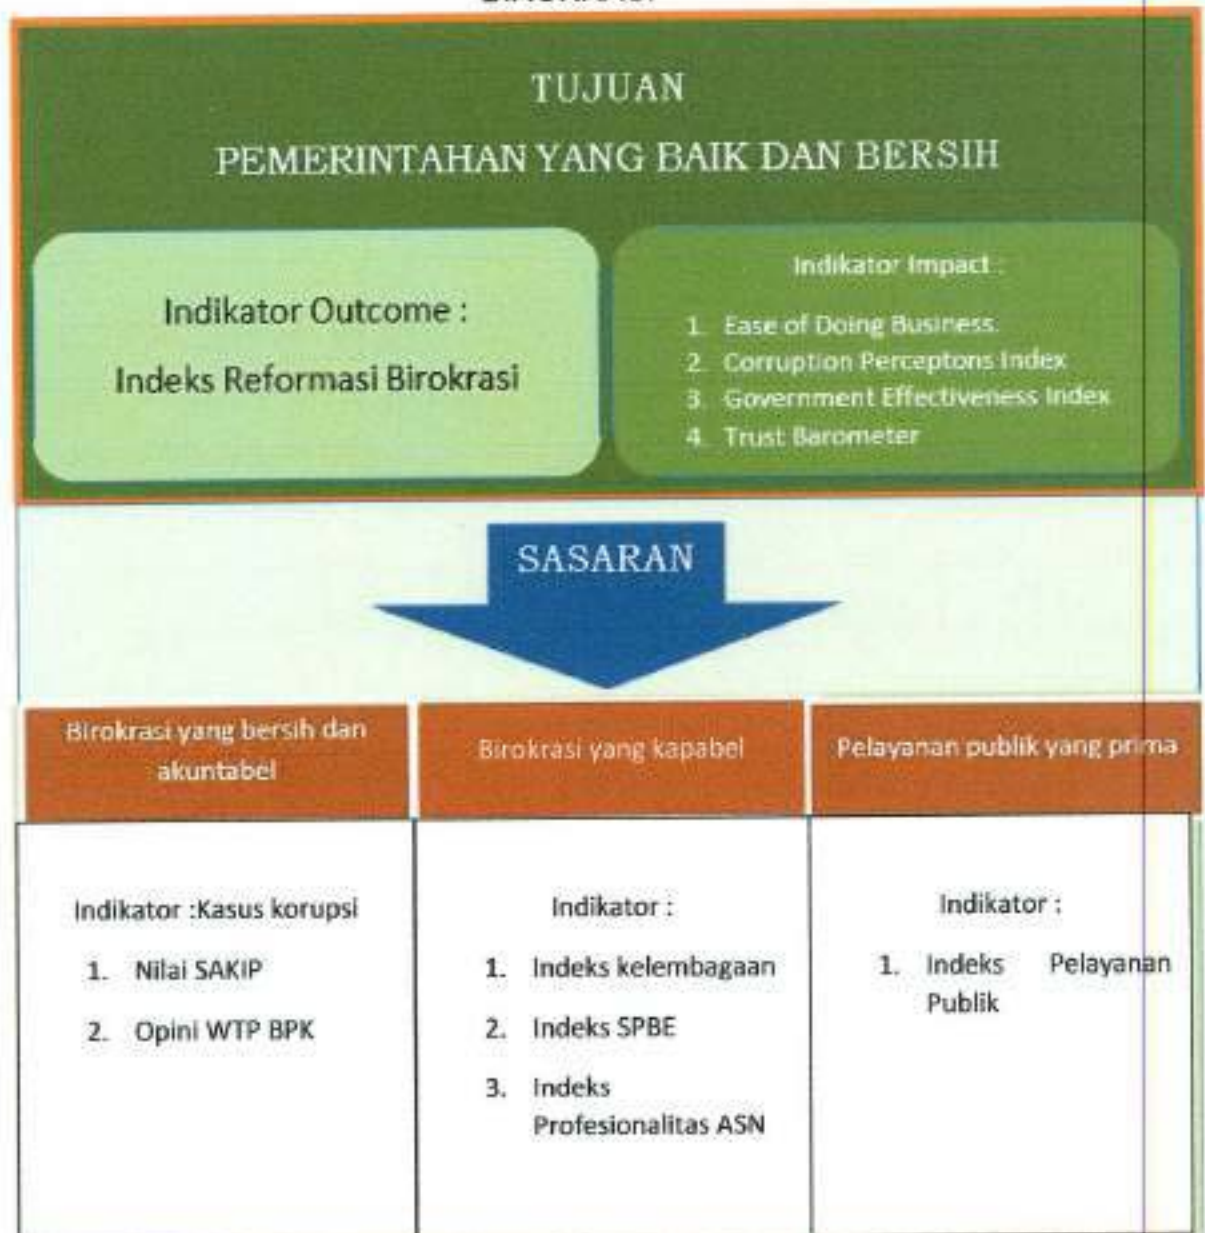 TUJUAN
PEMERINTAHAN YANG BAIK DAN BERSIH
Indikator Outcome :
Indeks Reformasi Birokrasi
Indikator Impact :
1. Ease of Doing Business
2. Corruption Perceptons Index
3. Government Effectiveness Index
4. Trust Barometer
SASARAN
Birokrasi yang bersih dan
akuntabel
Birokrasi yang kapabel
Pelayanan publik yang prima
Indikator :Kasus korupsi
1. Nilai SAKIP
2. Opini WTP BPK
Indikator :
1. Indeks kelembagaan
2. Indeks SPBE
3. Indeks
Profesionalitas ASN
Indikator :
1. Indeks Pelayanan
Publik